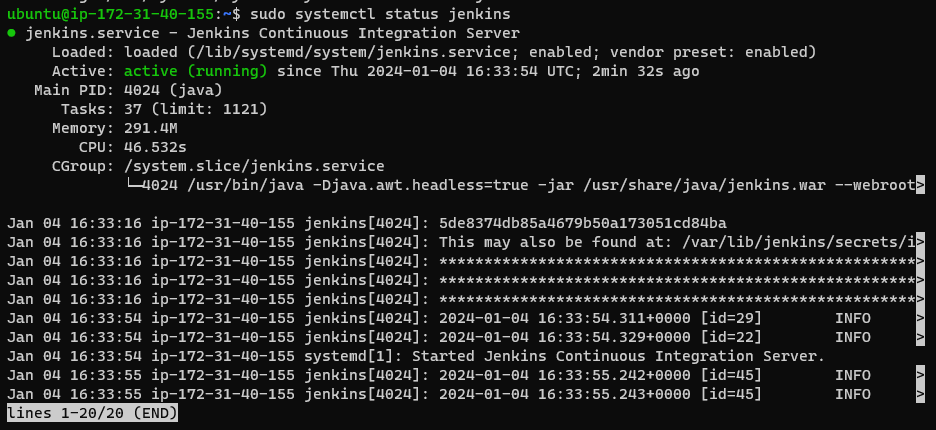 ubuntu@ip-172-31-40-155:~$ sudo systemctl status jenkins
● jenkins.service - Jenkins Continuous Integration Server
     Loaded: loaded (/lib/systemd/system/jenkins.service; enabled; vendor preset: enabled)
     Active: active (running) since Thu 2024-01-04 16:33:54 UTC; 2min 32s ago
   Main PID: 4024 (java)
      Tasks: 37 (limit: 1121)
     Memory: 291.4M
        CPU: 46.532s
     CGroup: /system.slice/jenkins.service
             └─4024 /usr/bin/java -Djava.awt.headless=true -jar /usr/share/java/jenkins.war --webroot>

Jan 04 16:33:16 ip-172-31-40-155 jenkins[4024]: 5de8374db85a4679b50a173051cd84ba
Jan 04 16:33:16 ip-172-31-40-155 jenkins[4024]: This may also be found at: /var/lib/jenkins/secrets/i>
Jan 04 16:33:16 ip-172-31-40-155 jenkins[4024]: *****************************************************>
Jan 04 16:33:16 ip-172-31-40-155 jenkins[4024]: *****************************************************>
Jan 04 16:33:16 ip-172-31-40-155 jenkins[4024]: *****************************************************>
Jan 04 16:33:54 ip-172-31-40-155 jenkins[4024]: 2024-01-04 16:33:54.311+0000 [id=29]        INFO     >
Jan 04 16:33:54 ip-172-31-40-155 jenkins[4024]: 2024-01-04 16:33:54.329+0000 [id=22]        INFO     >
Jan 04 16:33:54 ip-172-31-40-155 systemd[1]: Started Jenkins Continuous Integration Server.
Jan 04 16:33:55 ip-172-31-40-155 jenkins[4024]: 2024-01-04 16:33:55.242+0000 [id=45]        INFO     >
Jan 04 16:33:55 ip-172-31-40-155 jenkins[4024]: 2024-01-04 16:33:55.243+0000 [id=45]        INFO     >
lines 1-20/20 (END)